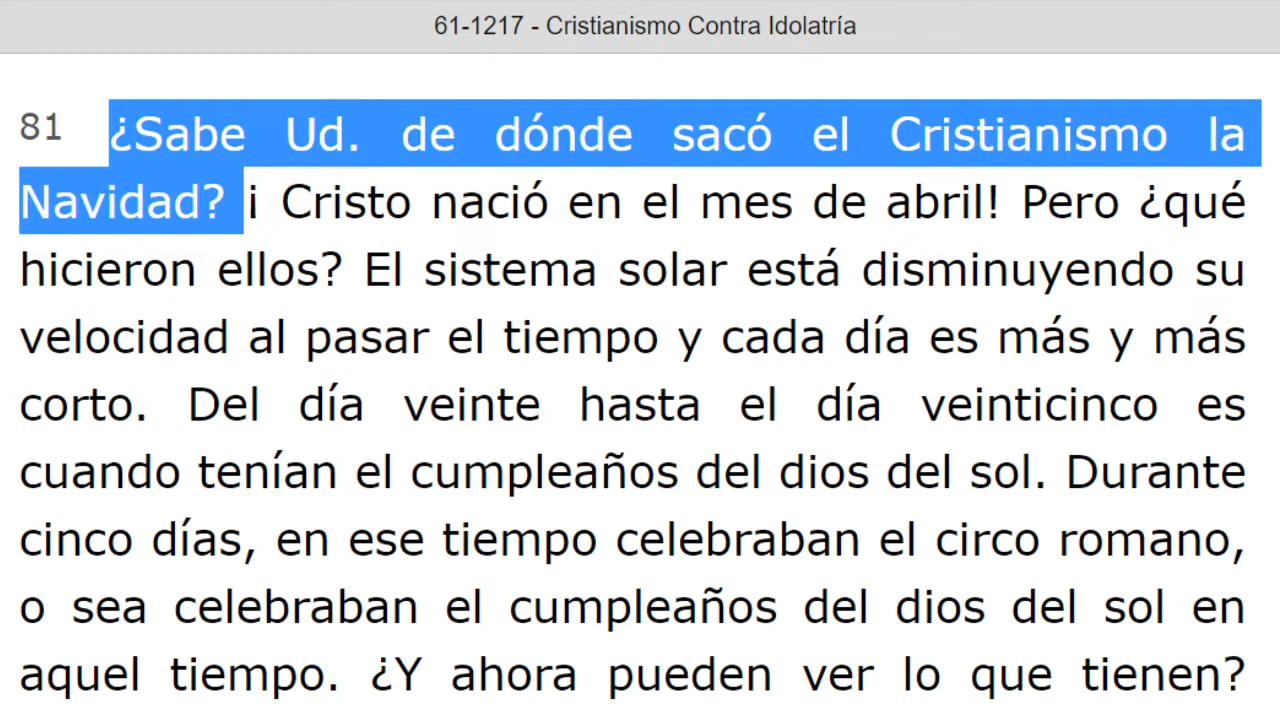 61-1217 - Cristianismo Contra Idolatría
81 ¿Sabe Ud. de dónde sacó el Cristianismo la
Navidad? ¡ Cristo nació en el mes de abril! Pero ¿qué
hicieron ellos? El sistema solar está disminuyendo su
velocidad al pasar el tiempo y cada día es más y más
corto. Del día veinte hasta el día veinticinco es
cuando tenían el cumpleaños del dios del sol. Durante
cinco días, en ese tiempo celebraban el circo romano,
o sea celebraban el cumpleaños del dios del sol en
aquel tiempo. ¿Y ahora pueden ver lo que tienen?